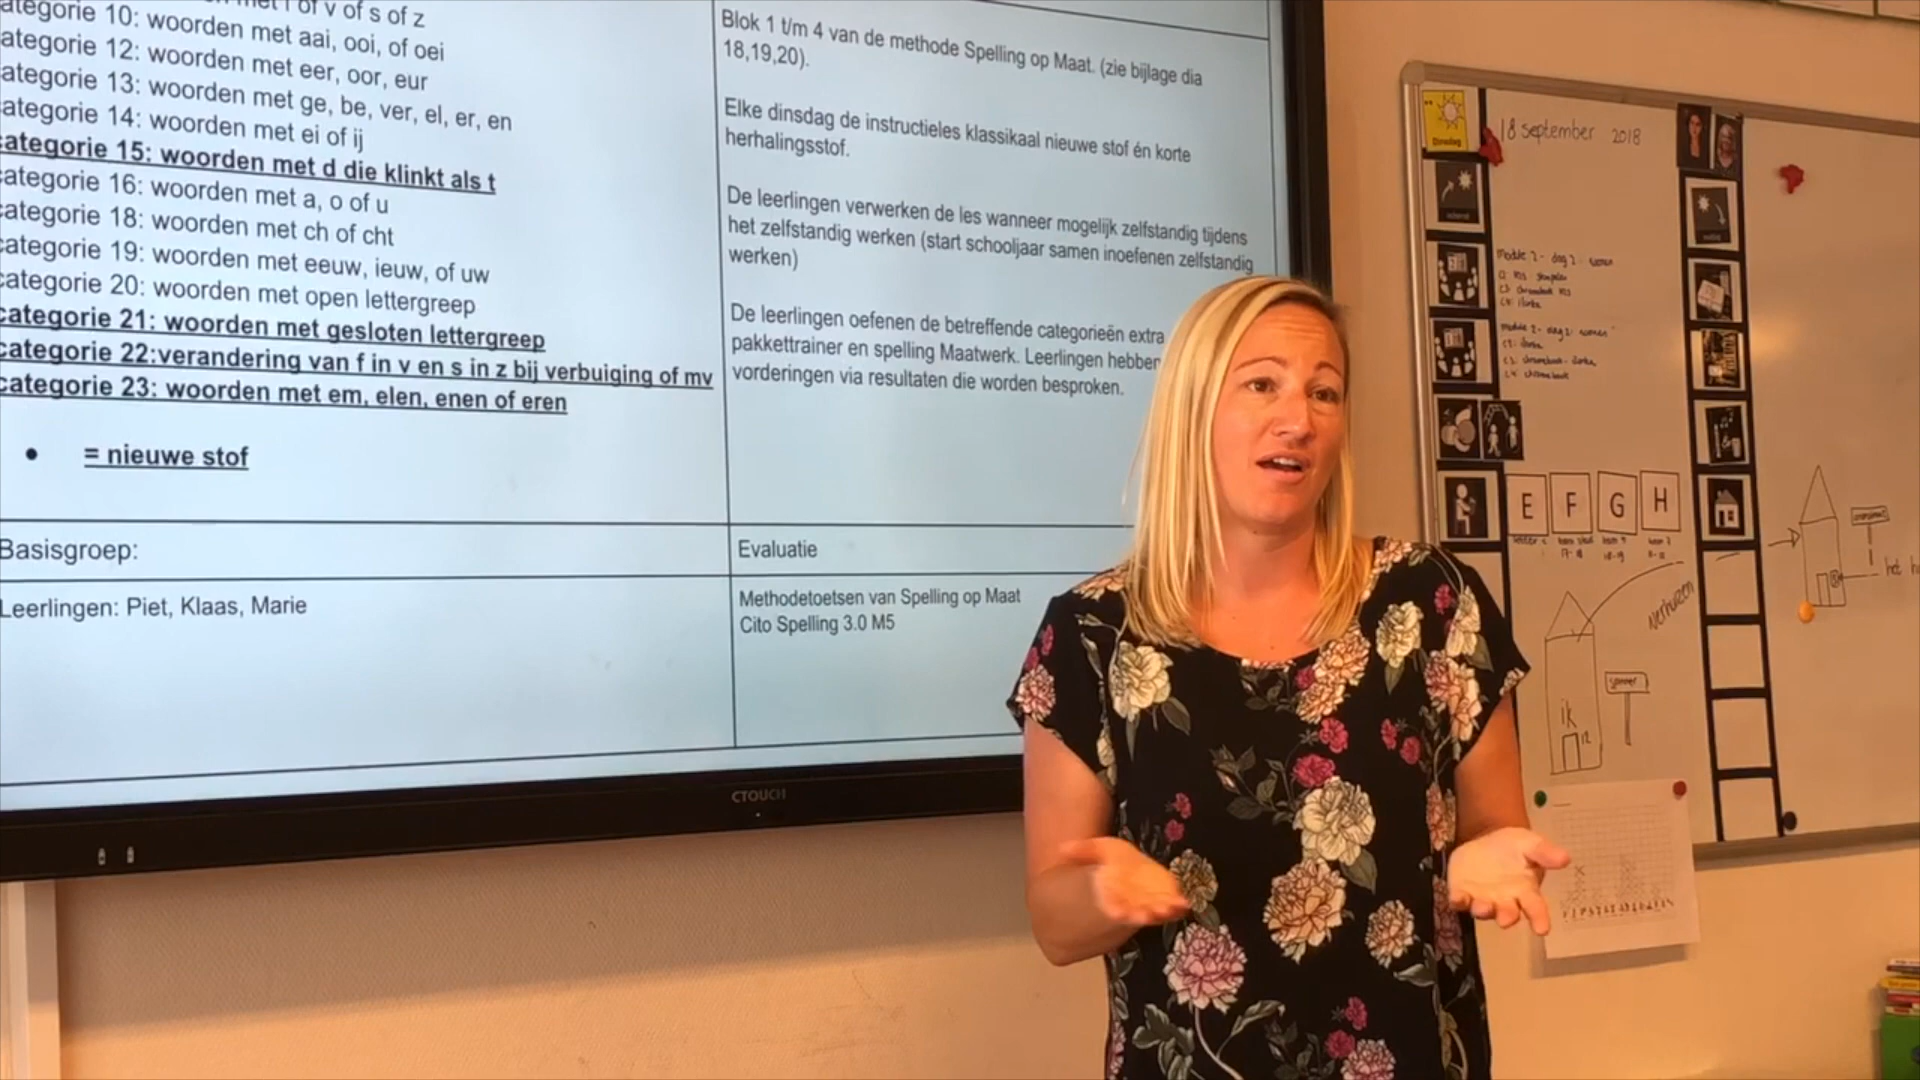 of v of s of z
ategorie 10: woorden met aai, ooi, of oei
ategorie 12: woorden met eer, oor, eur
ategorie 13: woorden met ge, be, ver, el, er, en
ategorie 14: woorden met ei of ij
categorie 15: woorden met d die klinkt als t
categorie 16: woorden met a, o of u
categorie 18: woorden met ch of cht
categorie 19: woorden met eeuw, ieuw, of uw
categorie 20: woorden met open lettergreep
categorie 21: woorden met gesloten lettergreep
categorie 22:verandering van f in v en s in z bij verbuiging of mv
categorie 23: woorden met em, elen, enen of eren
• = nieuwe stof
Basisgroep:
Leerlingen: Piet, Klaas, Marie
Blok 1 t/m 4 van de methode Spelling op Maat. (zie bijlage dia
18,19,20).
Elke dinsdag de instructieles klassikaal nieuwe stof én korte
herhalingsstof.
De leerlingen verwerken de les wanneer mogelijk zelfstandig tijdens
het zelfstandig werken (start schooljaar samen inoefenen zelfstandig
werken)
De leerlingen oefenen de betreffende categorieën extra
pakkettrainer en spelling Maatwerk. Leerlingen hebben
vorderingen via resultaten die worden besproken.
Evaluatie
Methodetoetsen van Spelling op Maat
Cito Spelling 3.0 M5
CTOUCH
Dinsdag
18 september 2018
E F G H
verhuizen
ik
12